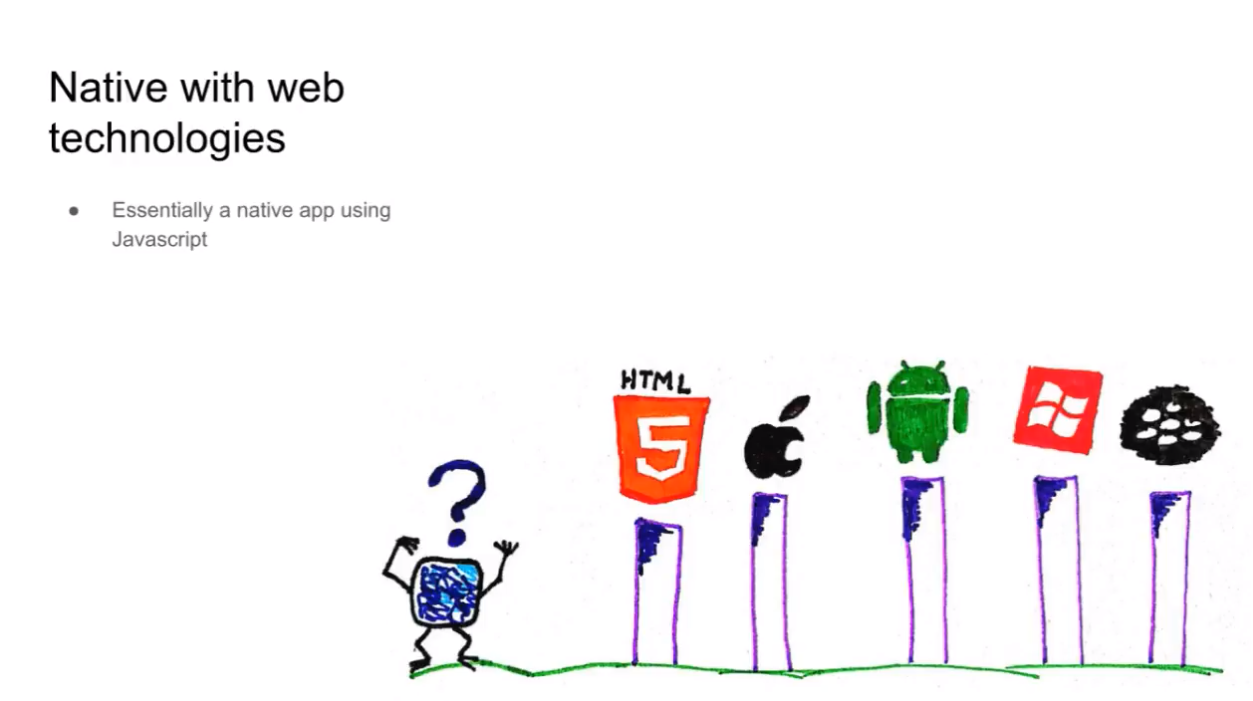 Native with web
technologies
● Essentially a native app using
Javascript
HTML
5
?